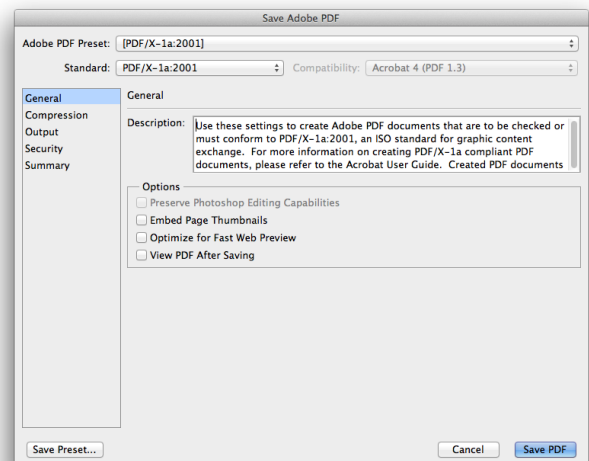 Save Adobe PDF
Adobe PDF Preset: [PDF/X-1a:2001]
Standard: PDF/X-1a:2001 Compatibility: Acrobat 4 (PDF 1.3)
General
Compression
Output
Security
Summary
General
Description: Use these settings to create Adobe PDF documents that are to be checked or
must conform to PDF/X-1a:2001, an ISO standard for graphic content
exchange. For more information on creating PDF/X-1a compliant PDF
documents, please refer to the Acrobat User Guide. Created PDF documents
Options
Preserve Photoshop Editing Capabilities
Embed Page Thumbnails
Optimize for Fast Web Preview
View PDF After Saving
Save Preset... Cancel Save PDF